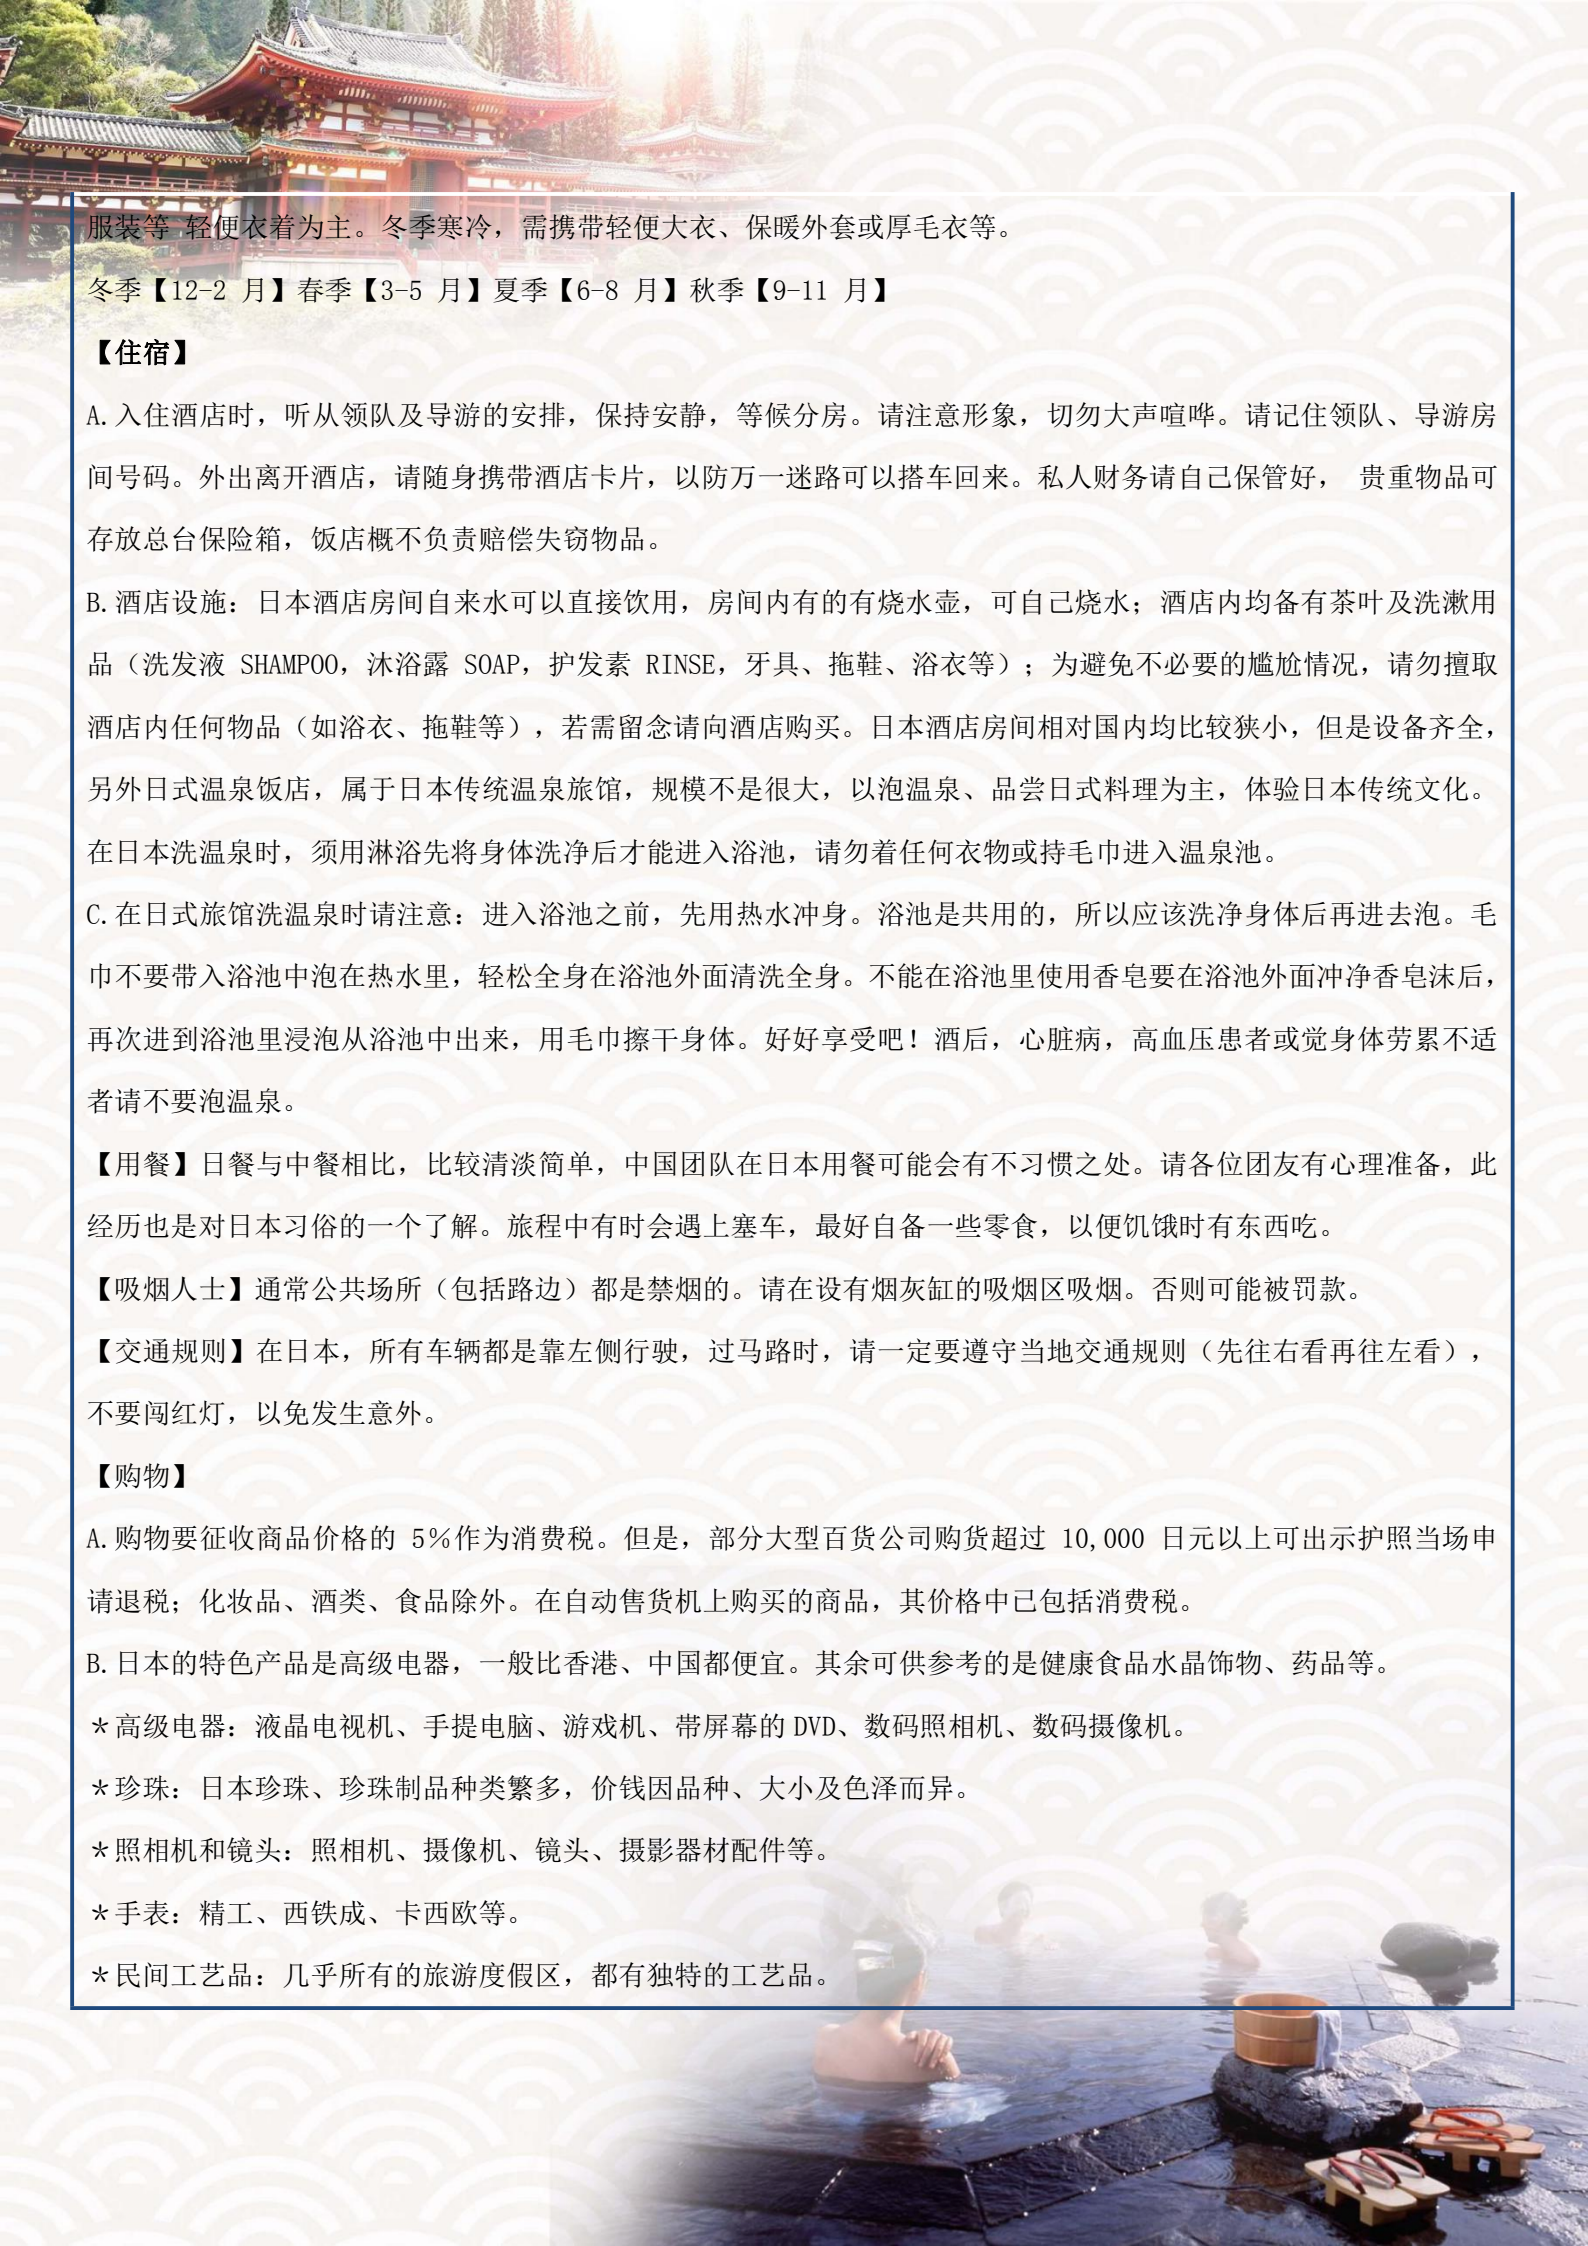 服装等 轻便衣着为主。冬季寒冷，需携带轻便大衣、保暖外套或厚毛衣等。
冬季【12-2 月】春季【3-5 月】夏季【6-8 月】秋季【9-11 月】
【住宿】
A.入住酒店时，听从领队及导游的安排，保持安静，等候分房。请注意形象，切勿大声喧哗。请记住领队、导游房
间号码。外出离开酒店，请随身携带酒店卡片，以防万一迷路可以搭车回来。私人财务请自己保管好， 贵重物品可
存放总台保险箱，饭店概不负责赔偿失窃物品。
B.酒店设施：日本酒店房间自来水可以直接饮用，房间内有的有烧水壶，可自己烧水；酒店内均备有茶叶及洗漱用
品（洗发液 SHAMPOO，沐浴露 SOAP，护发素 RINSE，牙具、拖鞋、浴衣等）；为避免不必要的尴尬情况，请勿擅取
酒店内任何物品（如浴衣、拖鞋等），若需留念请向酒店购买。日本酒店房间相对国内均比较狭小，但是设备齐全，
另外日式温泉饭店，属于日本传统温泉旅馆，规模不是很大，以泡温泉、品尝日式料理为主，体验日本传统文化。
在日本洗温泉时，须用淋浴先将身体洗净后才能进入浴池，请勿着任何衣物或持毛巾进入温泉池。
C.在日式旅馆洗温泉时请注意：进入浴池之前，先用热水冲身。浴池是共用的，所以应该洗净身体后再进去泡。毛
巾不要带入浴池中泡在热水里，轻松全身在浴池外面清洗全身。不能在浴池里使用香皂要在浴池外面冲净香皂沫后，
再次进到浴池里浸泡从浴池中出来，用毛巾擦干身体。好好享受吧！酒后，心脏病，高血压患者或觉身体劳累不适
者请不要泡温泉。
【用餐】日餐与中餐相比，比较清淡简单，中国团队在日本用餐可能会有不习惯之处。请各位团友有心理准备，此
经历也是对日本习俗的一个了解。旅程中有时会遇上塞车，最好自备一些零食，以便饥饿时有东西吃。
【吸烟人士】通常公共场所（包括路边）都是禁烟的。请在设有烟灰缸的吸烟区吸烟。否则可能被罚款。
【交通规则】在日本，所有车辆都是靠左侧行驶，过马路时，请一定要遵守当地交通规则（先往右看再往左看），
不要闯红灯，以免发生意外。
【购物】
A.购物要征收商品价格的 5％作为消费税。但是，部分大型百货公司购货超过 10,000 日元以上可出示护照当场申
请退税；化妆品、酒类、食品除外。在自动售货机上购买的商品，其价格中已包括消费税。
B.日本的特色产品是高级电器，一般比香港、中国都便宜。其余可供参考的是健康食品水晶饰物、药品等。
＊高级电器：液晶电视机、手提电脑、游戏机、带屏幕的 DVD、数码照相机、数码摄像机。
＊珍珠：日本珍珠、珍珠制品种类繁多，价钱因品种、大小及色泽而异。
＊照相机和镜头：照相机、摄像机、镜头、摄影器材配件等。
＊手表：精工、西铁成、卡西欧等。
＊民间工艺品：几乎所有的旅游度假区，都有独特的工艺品。